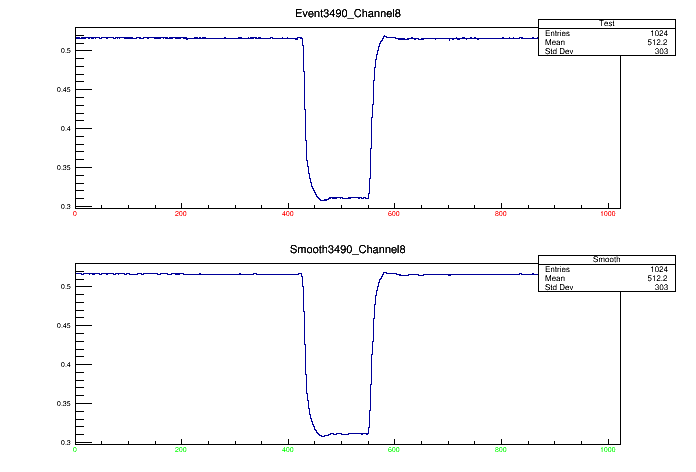 Event3490_Channel8
Test
Entries 1024
Mean 512.2
Std Dev 303
0.5
0.45
0.4
0.35
0.3
0 200 400 600 800 1000
Smooth3490_Channel8
Smooth
Entries 1024
Mean 512.2
Std Dev 303
0.5
0.45
0.4
0.35
0.3
0 200 400 600 800 1000